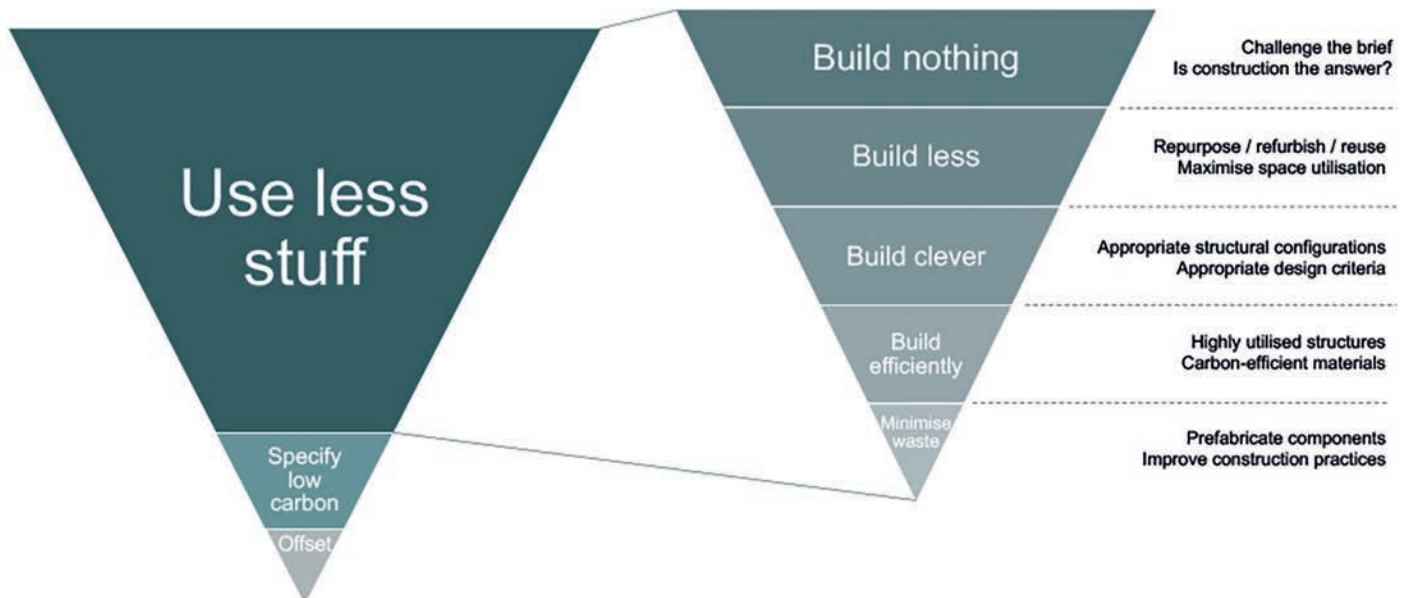 Use less
stuff
Specify
low
carbon
Offset
Build nothing
Challenge the brief
Is construction the answer?
Build less
Repurpose / refurbish / reuse
Maximise space utilisation
Build clever
Appropriate structural configurations
Appropriate design criteria
Build
efficiently
Highly utilised structures
Carbon-efficient materials
Minimise
waste
Prefabricate components
Improve construction practices